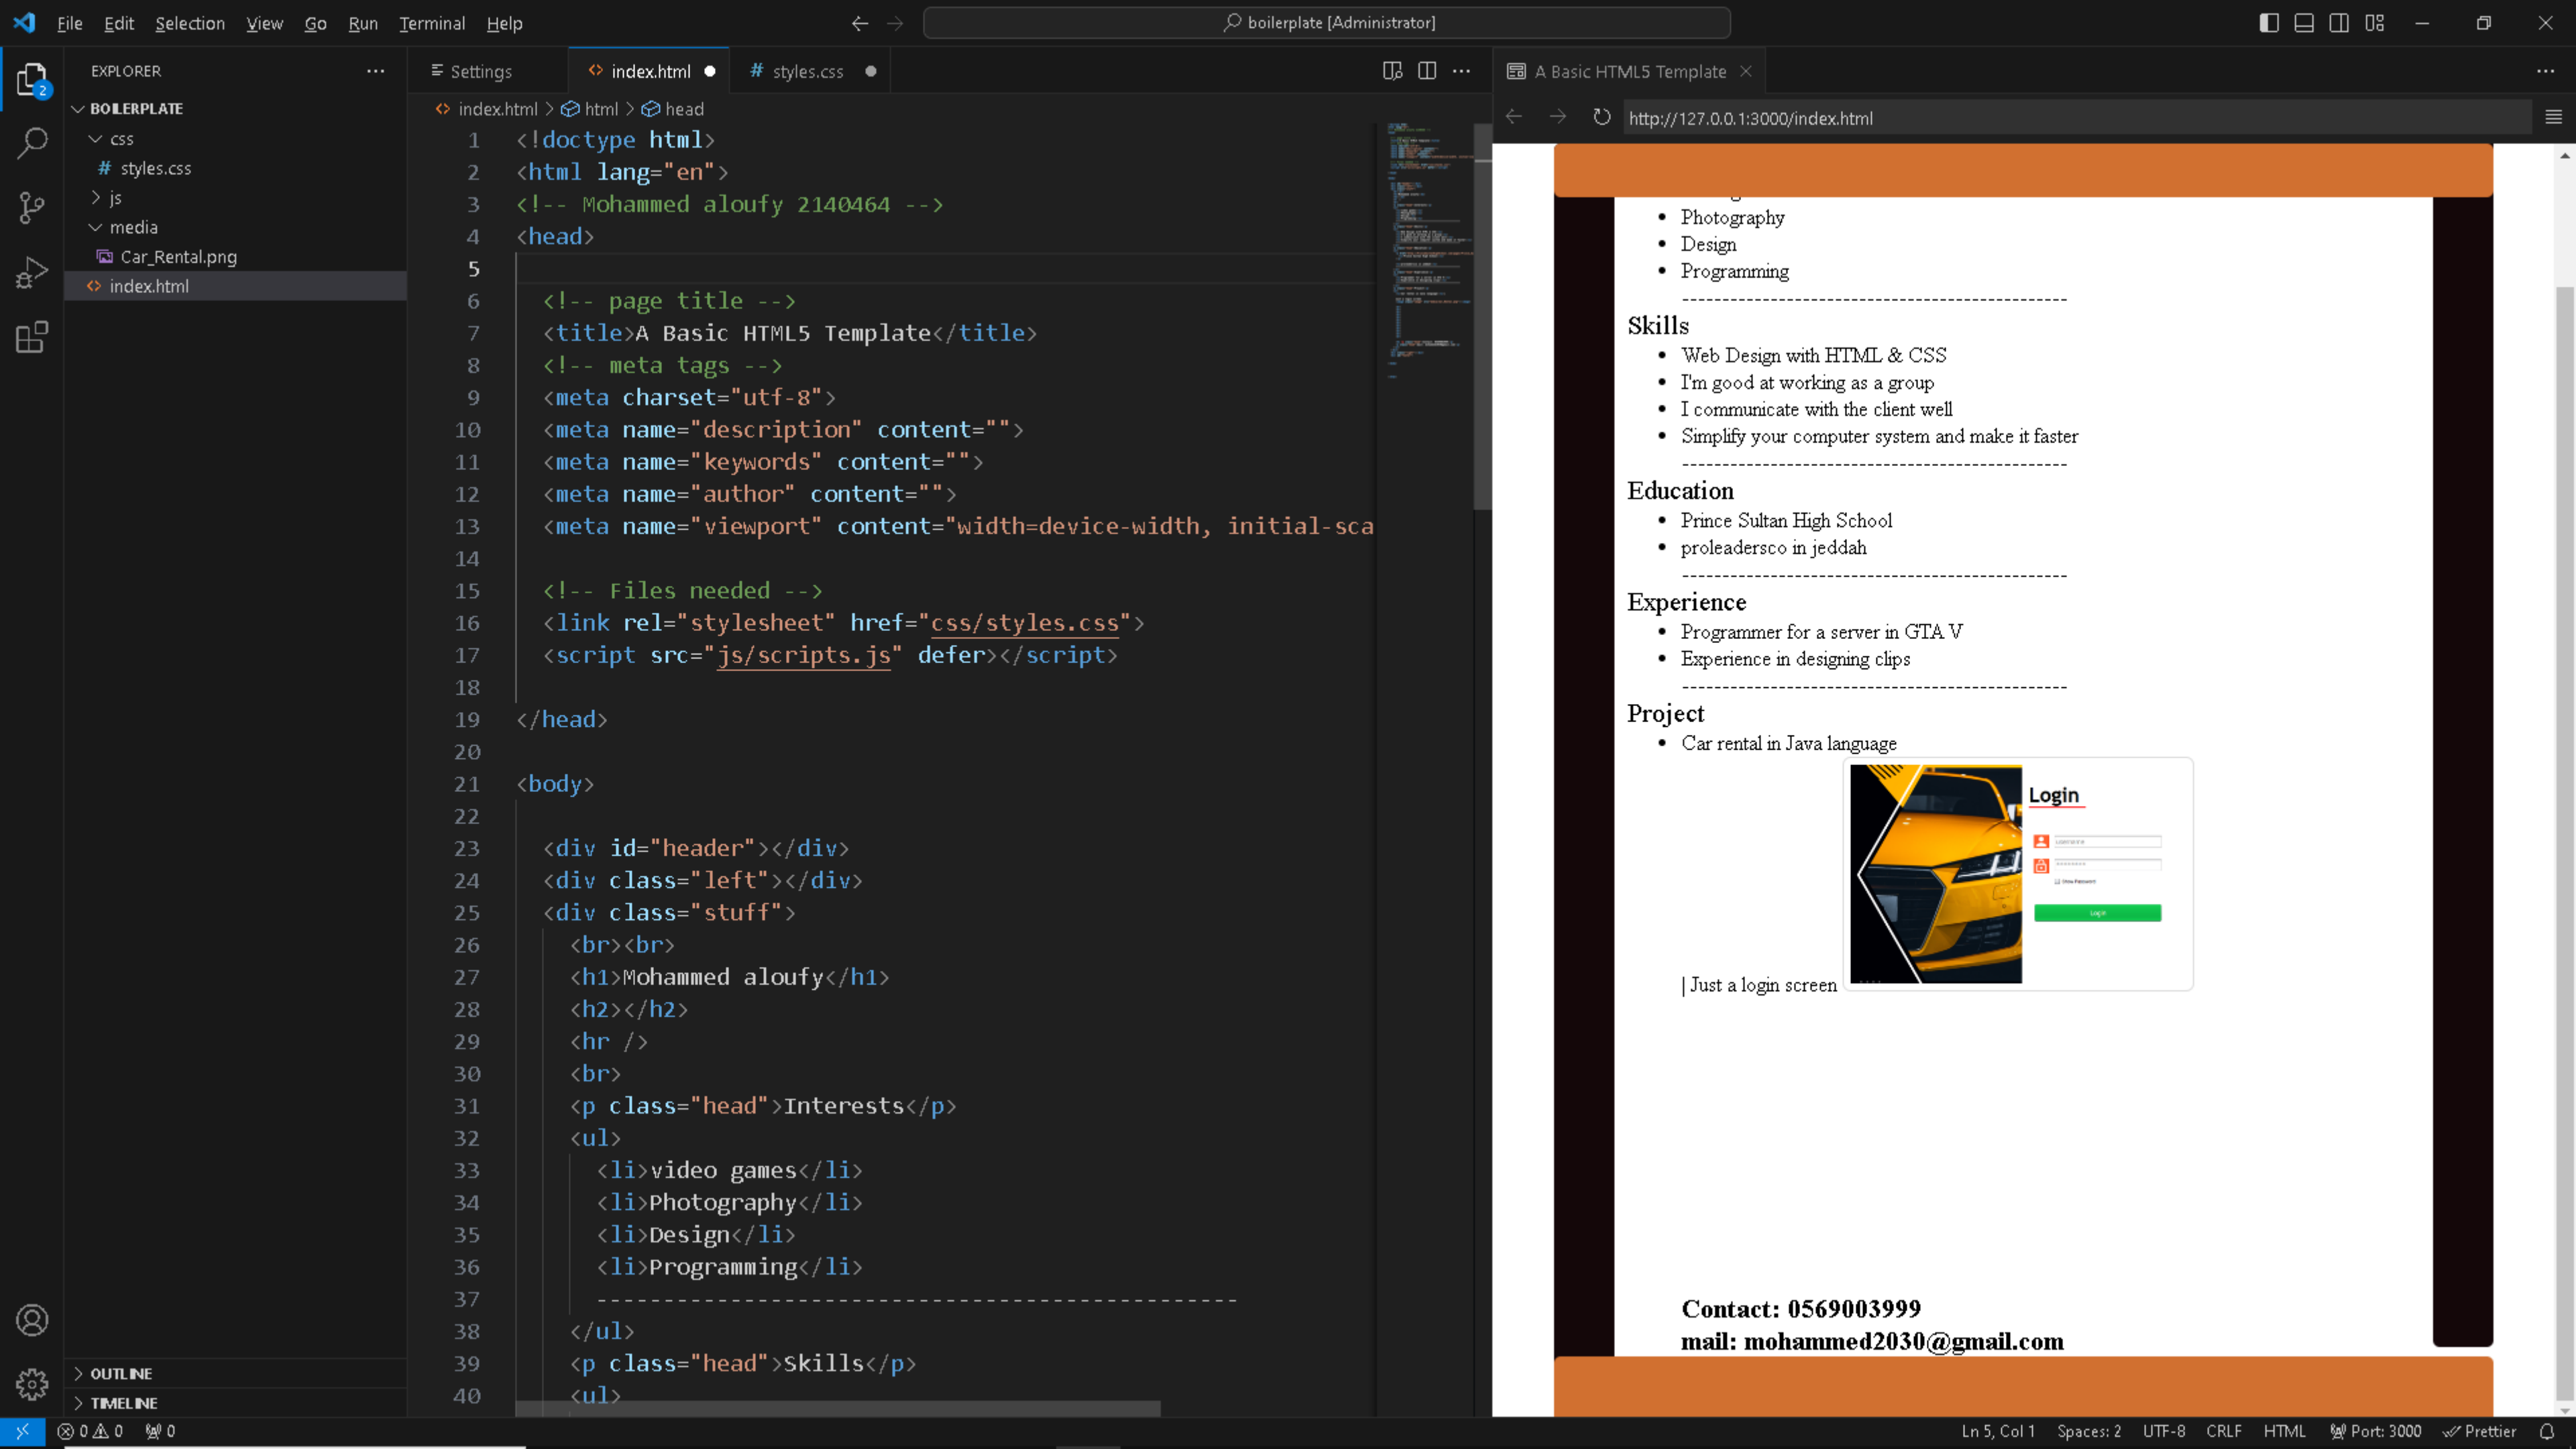 File Edit Selection View Go Run Terminal Help
boilerplate [Administrator]
EXPLORER
2
BOILERPLATE
css
# styles.css
js
media
Car_Rental.png
<> index.html
OUTLINE
TIMELINE
Settings
<> index.html
# styles.css
<> index.html > html > head
1 <!doctype html>
2 <html lang="en">
3 <!-- Mohammed aloufy 2140464 -->
4 <head>
5
6 <!-- page title -->
7 <title>A Basic HTML5 Template</title>
8 <!-- meta tags -->
9 <meta charset="utf-8">
10 <meta name="description" content="">
11 <meta name="keywords" content="">
12 <meta name="author" content="">
13 <meta name="viewport" content="width=device-width, initial-sca
14
15 <!-- Files needed -->
16 <link rel="stylesheet" href="css/styles.css">
17 <script src="js/scripts.js" defer></script>
18
19 </head>
20
21 <body>
22
23 <div id="header"></div>
24 <div class="left"></div>
25 <div class="stuff">
26 <br><br>
27 <h1>Mohammed aloufy</h1>
28 <h2></h2>
29 <hr />
30 <br>
31 <p class="head">Interests</p>
32 <ul>
33 <li>video games</li>
34 <li>Photography</li>
35 <li>Design</li>
36 <li>Programming</li>
37 ------------------------------------------------
38 </ul>
39 <p class="head">Skills</p>
40 <ul>
A Basic HTML5 Template
http://127.0.0.1:3000/index.html
• Photography
• Design
• Programming
------------------------------------------------
Skills
• Web Design with HTML & CSS
• I'm good at working as a group
• I communicate with the client well
• Simplify your computer system and make it faster
------------------------------------------------
Education
• Prince Sultan High School
• proleadersco in jeddah
------------------------------------------------
Experience
• Programmer for a server in GTA V
• Experience in designing clips
------------------------------------------------
Project
• Car rental in Java language
Login
Show Password
Login
| Just a login screen
Contact: 0569003999
mail: mohammed2030@gmail.com
0 0 0
Ln 5, Col 1 Spaces: 2 UTF-8 CRLF HTML Port: 3000 Prettier